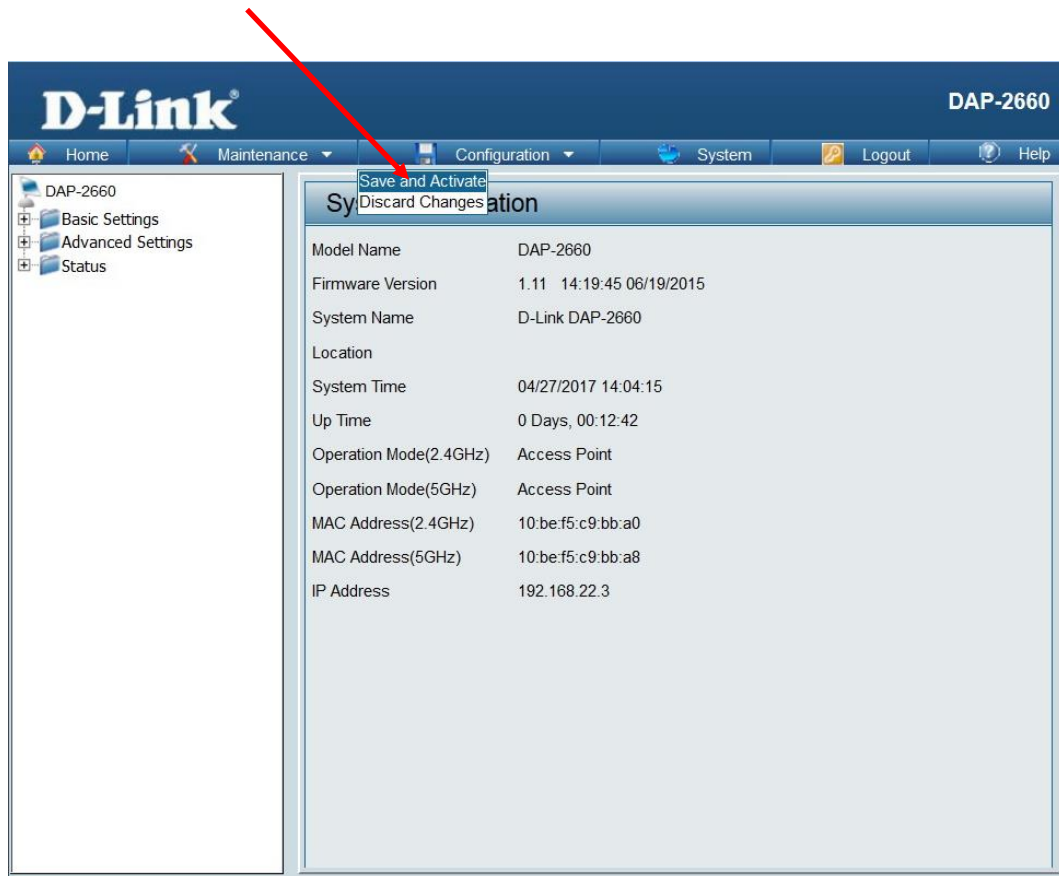 D-Link®
DAP-2660
Home Maintenance Configuration System Logout Help
Save and Activate
Discard Changes
DAP-2660
Basic Settings
Advanced Settings
Status
Sy ation
Model Name DAP-2660
Firmware Version 1.11 14:19:45 06/19/2015
System Name D-Link DAP-2660
Location
System Time 04/27/2017 14:04:15
Up Time 0 Days, 00:12:42
Operation Mode(2.4GHz) Access Point
Operation Mode(5GHz) Access Point
MAC Address(2.4GHz) 10:be:f5:c9:bb:a0
MAC Address(5GHz) 10:be:f5:c9:bb:a8
IP Address 192.168.22.3